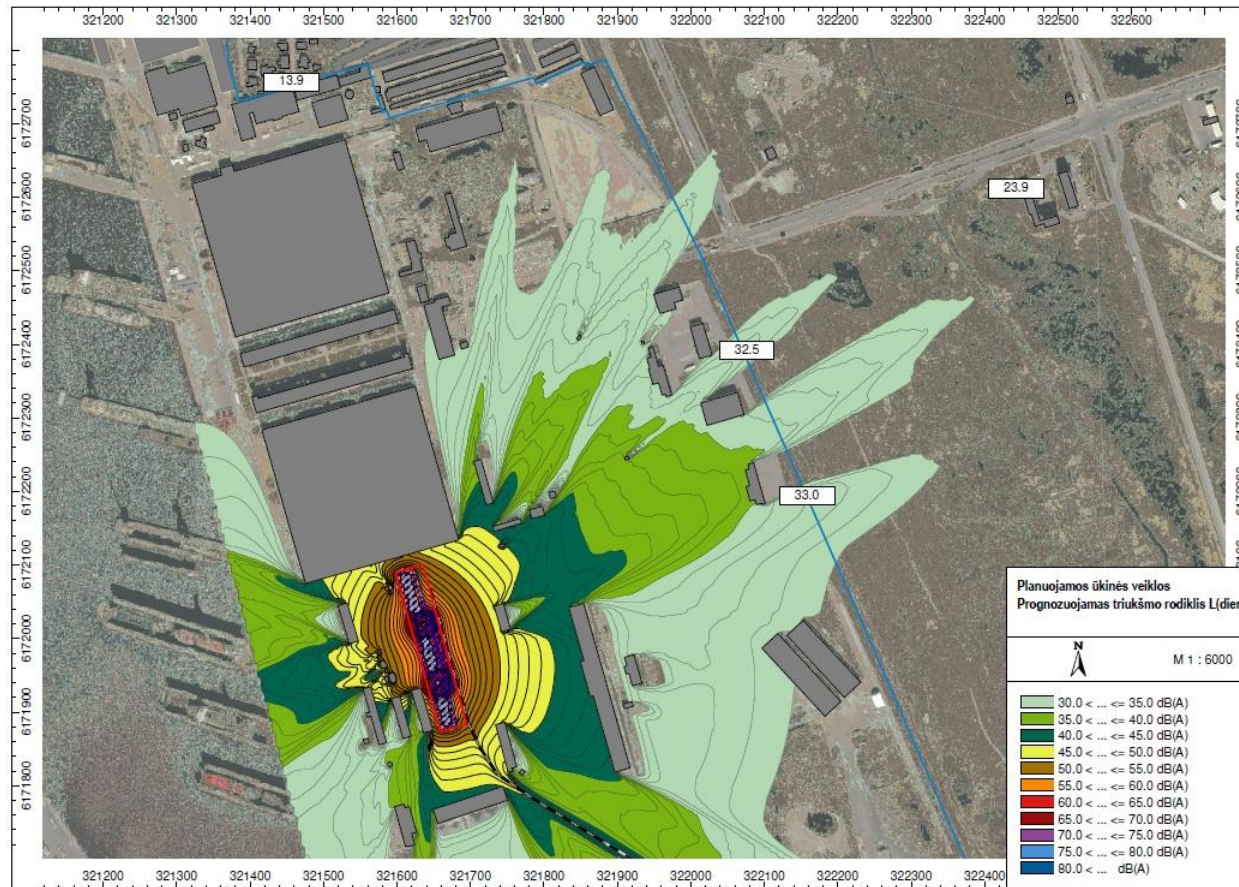 321200 321300 321400 321500 321600 321700 321800 321900 322000 322100 322200 322300 322400 322500 322600
6172700
6172600
6172500
6172400
6172300
6172200
6172100
6172000
6171900
6171800
13.9
23.9
32.5
33.0
Planuojamos ūkinės veiklos
Prognozuojamas triukšmo rodiklis L(dien
N
M 1 : 6000
30.0 < ... <= 35.0 dB(A)
35.0 < ... <= 40.0 dB(A)
40.0 < ... <= 45.0 dB(A)
45.0 < ... <= 50.0 dB(A)
50.0 < ... <= 55.0 dB(A)
55.0 < ... <= 60.0 dB(A)
60.0 < ... <= 65.0 dB(A)
65.0 < ... <= 70.0 dB(A)
70.0 < ... <= 75.0 dB(A)
75.0 < ... <= 80.0 dB(A)
80.0 < ... dB(A)
321200 321300 321400 321500 321600 321700 321800 321900 322000 322100 322200 322300 322400